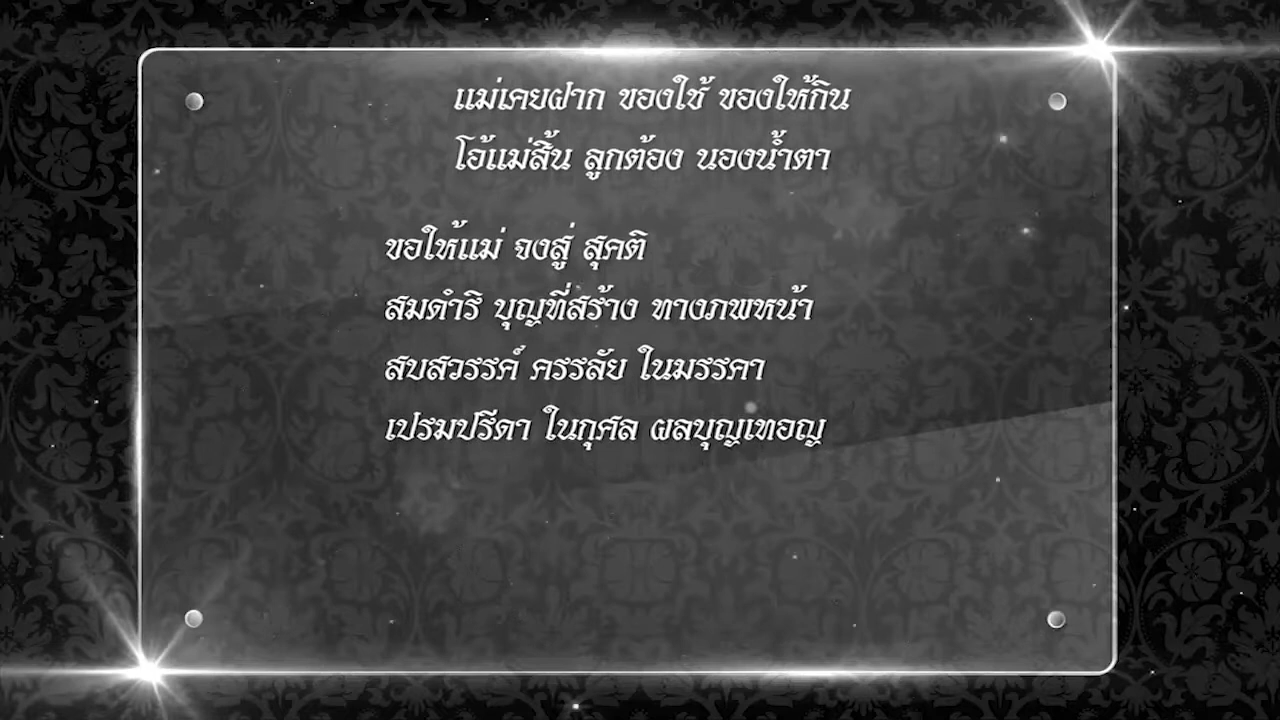 แม่เคยฝาก ของใช้ ของให้กิน
โอ้แม่สิ้น ลูกต้อง นองน้ำตา
ขอให้แม่ จงสู่ สุคติ
สมดำริ บุญที่สร้าง ทางภพหน้า
สบสวรรค์ ครรลัย ในมรรคา
เปรมปรีดา ในกุศล ผลบุญเทอญ